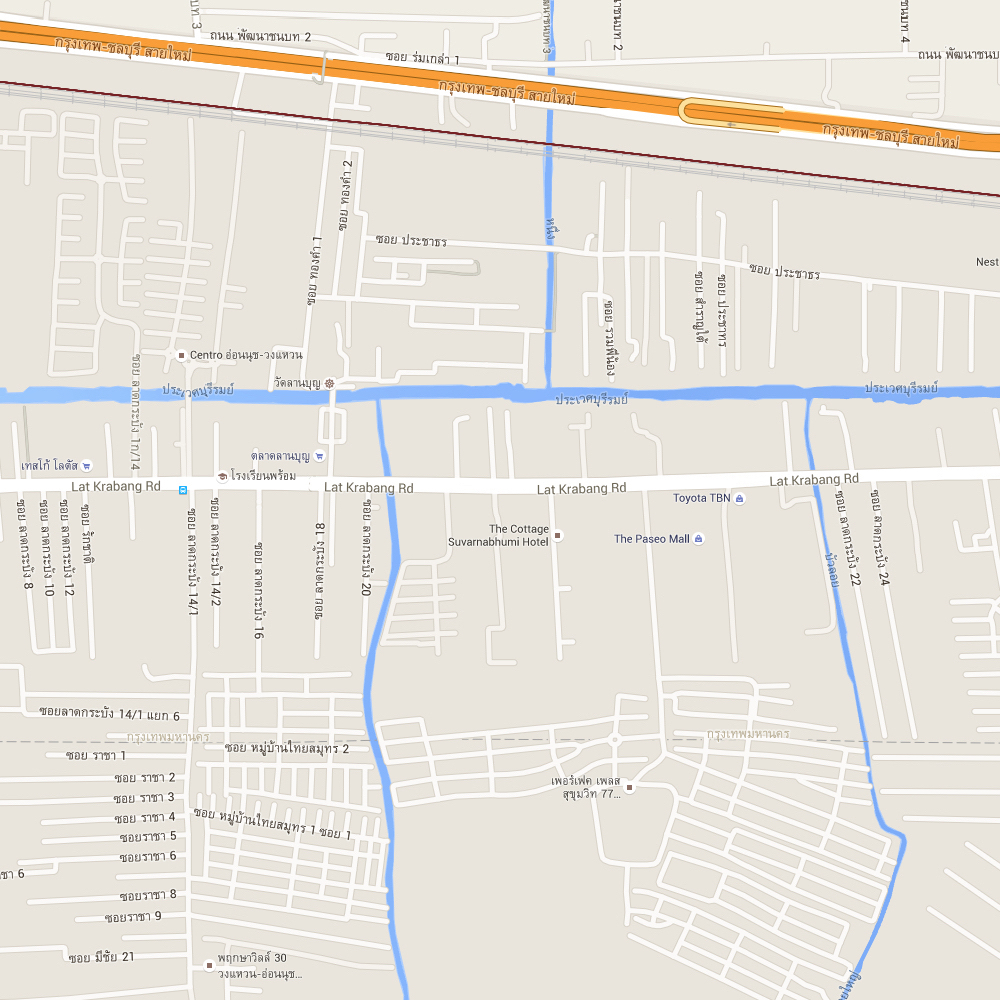 ถนน พัฒนาชนบท 2
กรุงเทพ-ชลบุรี สายใหม่
ซอย ร่มเกล้า 1
กรุงเทพ-ชลบุรี สายใหม่
กรุงเทพ-ชลบุรี สายใหม่
ซอย ทองคำ 2
ซอย ทองคำ 1
ซอย ประชาธร
หนึ่ง
ซอย ประชาธร
Nest
ซอย รวมพี่น้อง
ซอย สำราญใต้
ซอย ประชาทร
Centro อ่อนนุช-วงแหวน
วัดลานบุญ
ประเวศบุรีรมย์
ประเวศบุรีรมย์
ประเวศบุรีรมย์
ซอย ลาดกระบัง 1ก/14
ตลาดลานบุญ
เทสโก้ โลตัส
โรงเรียนพร้อม
Lat Krabang Rd
Lat Krabang Rd
Lat Krabang Rd
Lat Krabang Rd
Toyota TBN
The Cottage
Suvarnabhumi Hotel
The Paseo Mall
ซอย ลาดกระบัง 8
ซอย ลาดกระบัง 10
ซอย ลาดกระบัง 12
ซอย รักชาติ
ซอย ลาดกระบัง 14/1
ซอย ลาดกระบัง 14/2
ซอย ลาดกระบัง 16
ซอย ลาดกระบัง 18
ซอย ลาดกระบัง 20
ซอย ลาดกระบัง 22
ซอย ลาดกระบัง 24
บัวลอย
ซอยลาดกระบัง 14/1 แยก 6
กรุงเทพมหานคร
กรุงเทพมหานคร
ซอย หมู่บ้านไทยสมุทร 2
ซอย ราชา 1
ซอย ราชา 2
ซอย ราชา 3
ซอย ราชา 4
ซอยราชา 5
ซอยราชา 6
ซอยราชา 8
ซอยราชา 9
ซอย หมู่บ้านไทยสมุทร 1 ซอย 1
เพอร์เฟค เพลส
สุขุมวิท 77...
ซอย มีชัย 21
พฤกษาวิลล์ 30
วงแหวน-อ่อนนุช...